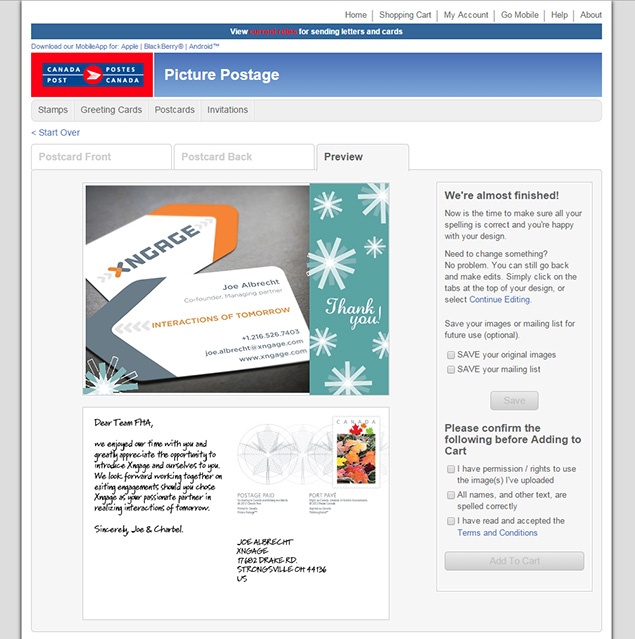 Home | Shopping Cart | My Account | Go Mobile | Help | About
View current rates for sending letters and cards
Download our MobileApp for: Apple | BlackBerry® | Android™
CANADA POSTES
POST CANADA
Picture Postage
Stamps
Greeting Cards
Postcards
Invitations
< Start Over
Postcard Front
Postcard Back
Preview
XNGAGE
Joe Albrecht
Co-founder, Managing partner
INTERACTIONS OF TOMORROW
+1.216.526.7403
joe.albrecht@xngage.com
www.xngage.com
Thank
you!
Dear Team FHA,
we enjoyed our time with you and
greatly appreciate the opportunity to
introduce Xngage and ourselves to you.
We look forward working together on
exiting engagements should you chose
Xngage as your passionate partner in
realizing interactions of tomorrow.
Sincerely, Joe & Charbel.
CANADA
POSTAGE PAID
PORT PAYÉ
JOE ALBRECHT
XNGAGE
17682 DRAKE RD.
STRONGSVILLE OH 44136
US
We're almost finished!
Now is the time to make sure all your
spelling is correct and you're happy
with your design.
Need to change something?
No problem. You can still go back
and make edits. Simply click on the
tabs at the top of your design, or
select Continue Editing.
Save your images or mailing list for
future use (optional).
SAVE your original images
SAVE your mailing list
Save
Please confirm the
following before Adding to
Cart
I have permission / rights to use
the image(s) I've uploaded
All names, and other text, are
spelled correctly
I have read and accepted the
Terms and Conditions
Add To Cart